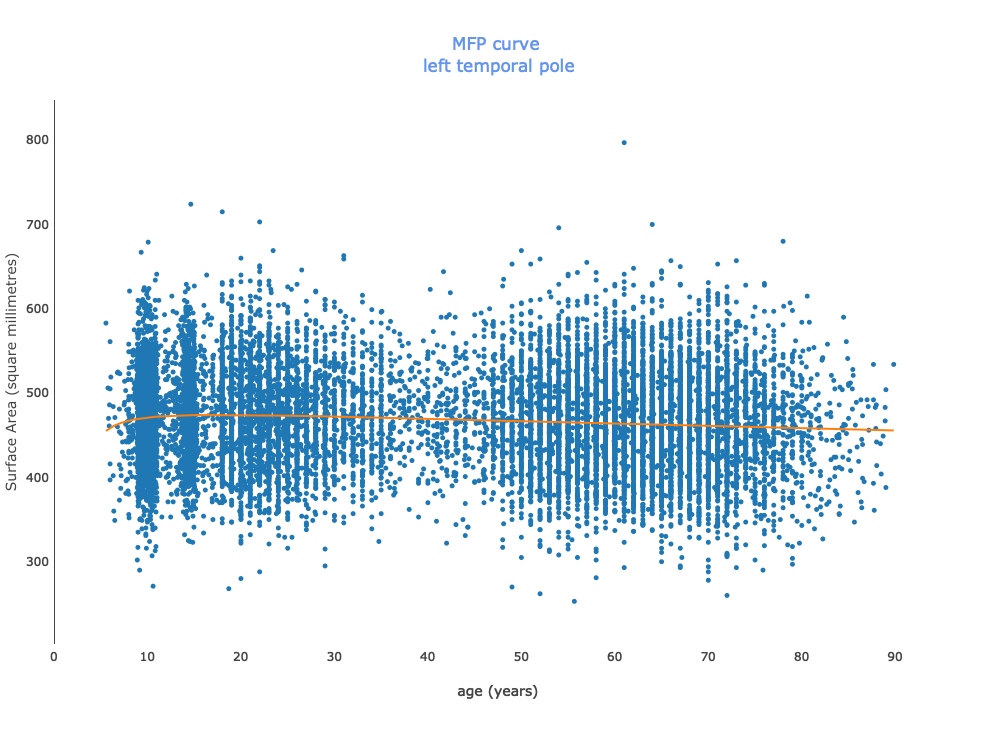 MFP curve
left temporal pole
Surface Area (square millimetres)
800
700
600
500
400
300
0 10 20 30 40 50 60 70 80 90
age (years)